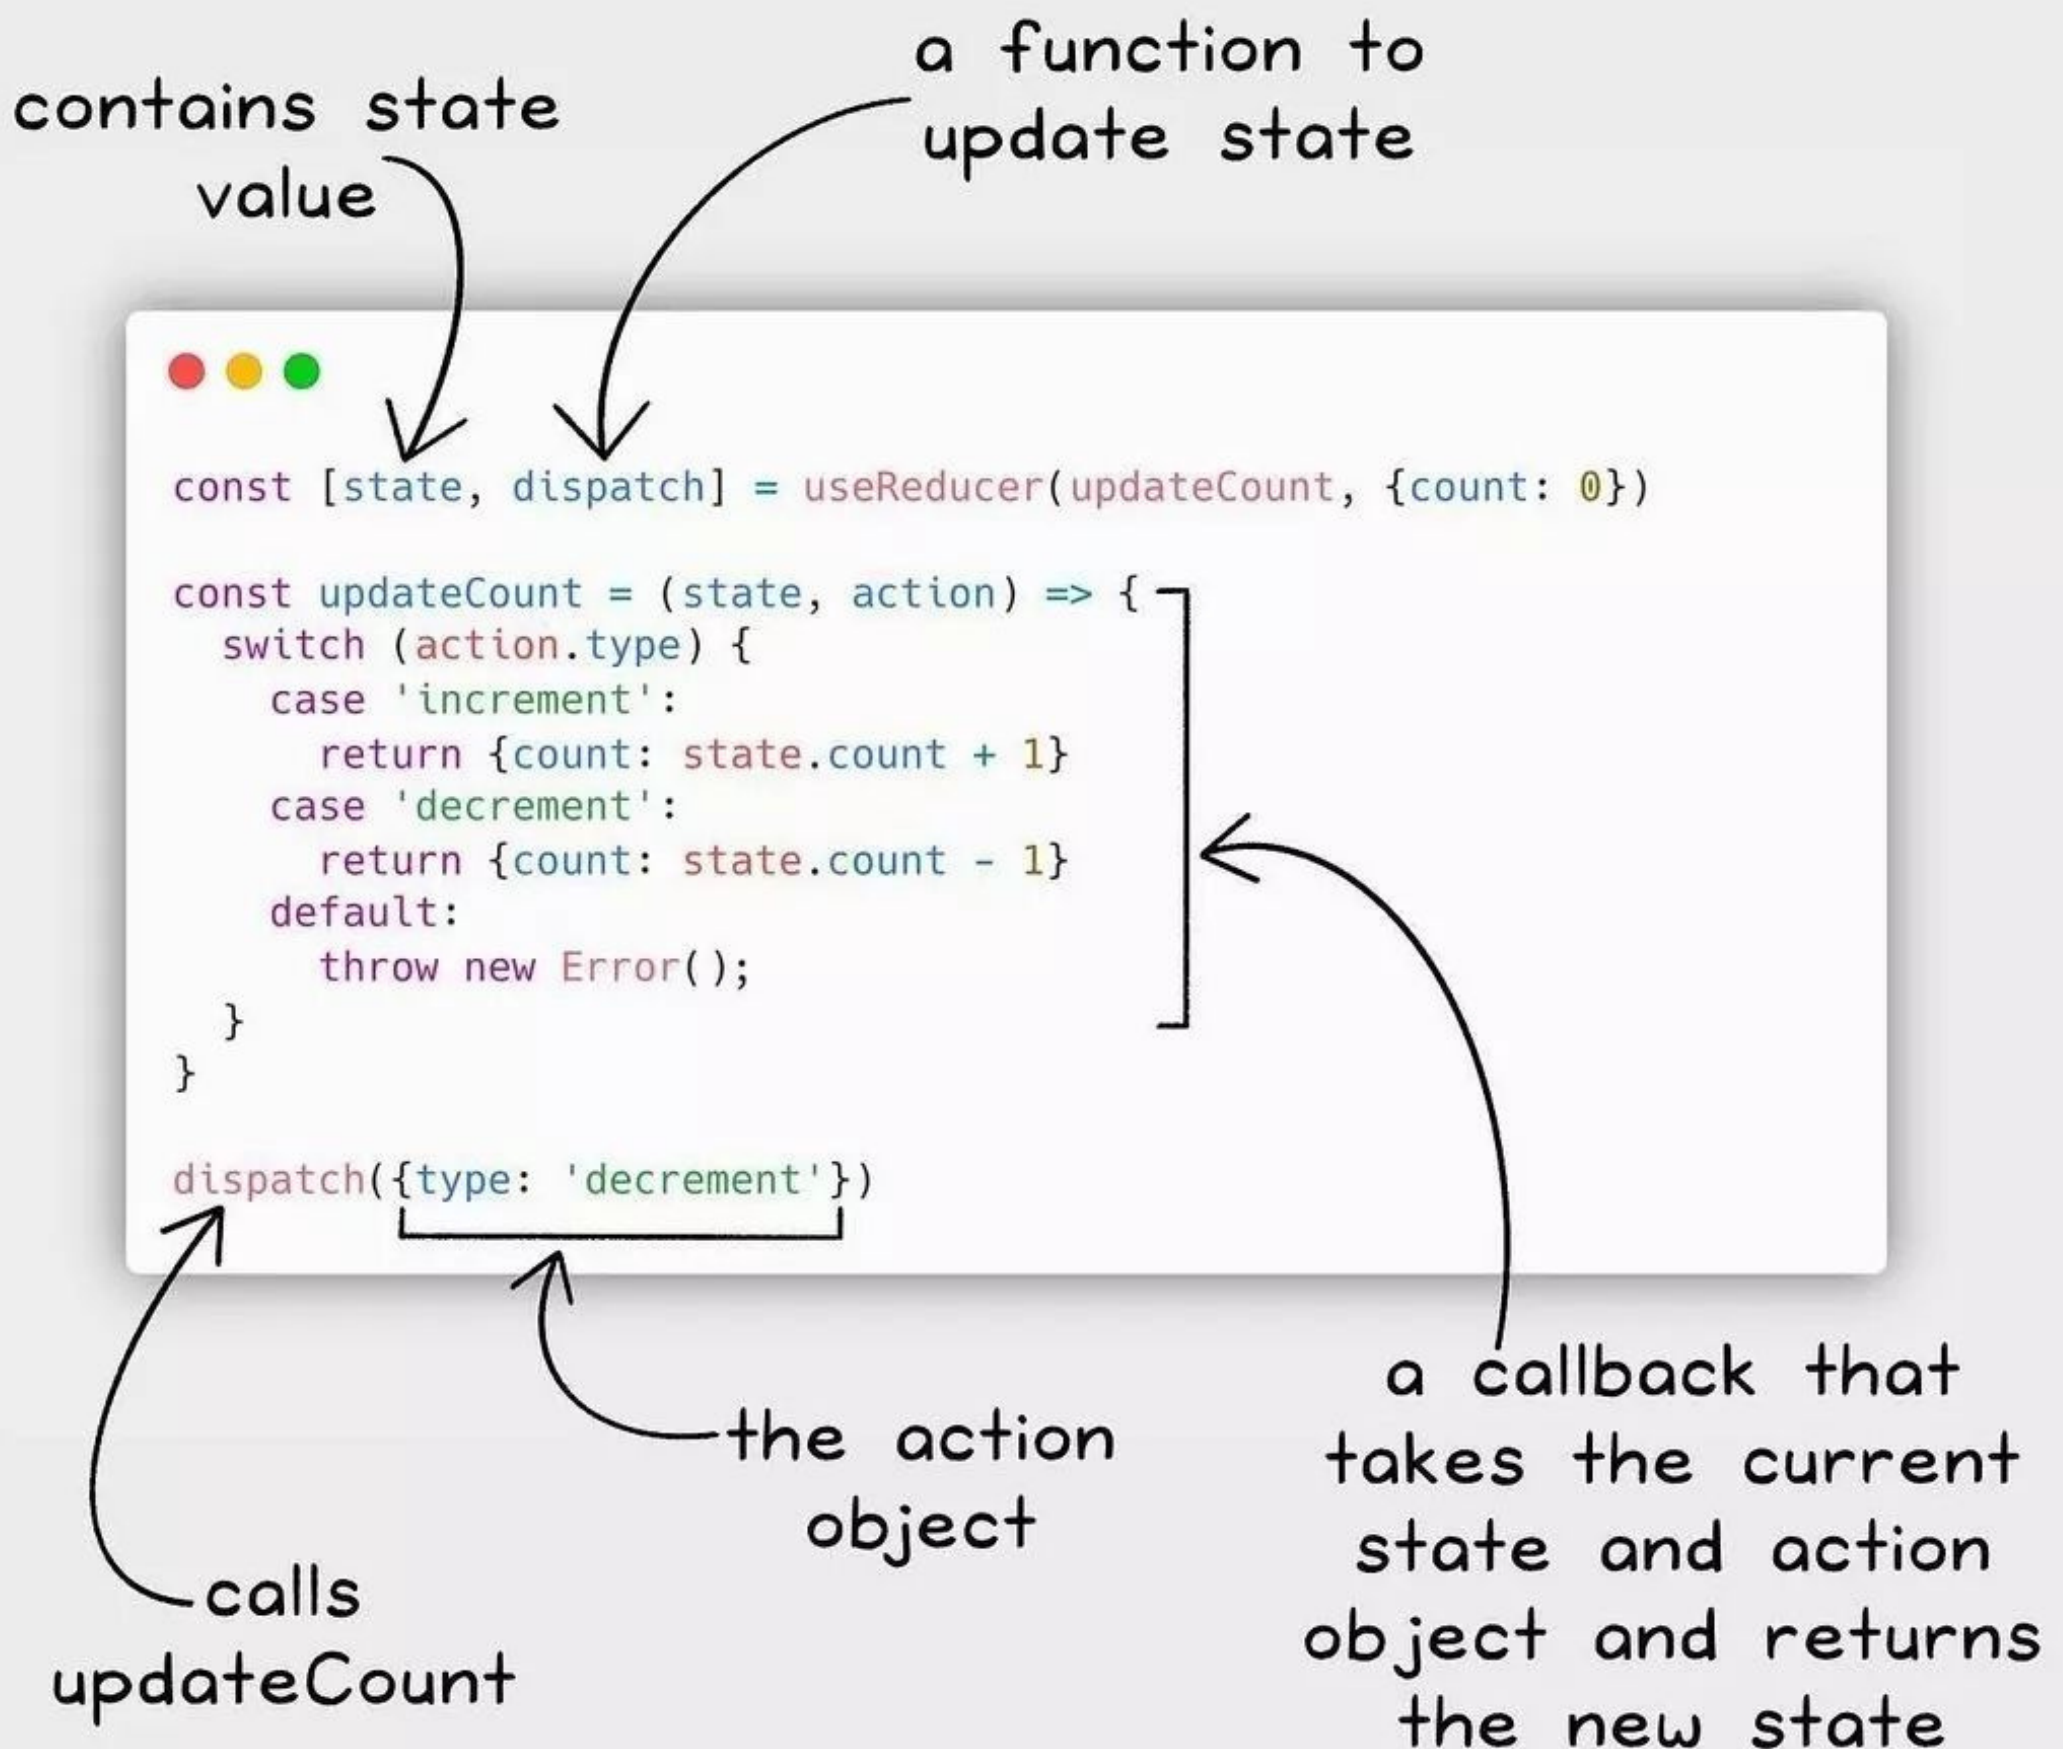 contains state
value
a function to
update state
const [state, dispatch] = useReducer(updateCount, {count: 0})
const updateCount = (state, action) => {
  switch (action.type) {
    case 'increment':
      return {count: state.count + 1}
    case 'decrement':
      return {count: state.count - 1}
    default:
      throw new Error();
  }
}
dispatch({type: 'decrement'})
the action
object
calls
updateCount
a callback that
takes the current
state and action
object and returns
the new state